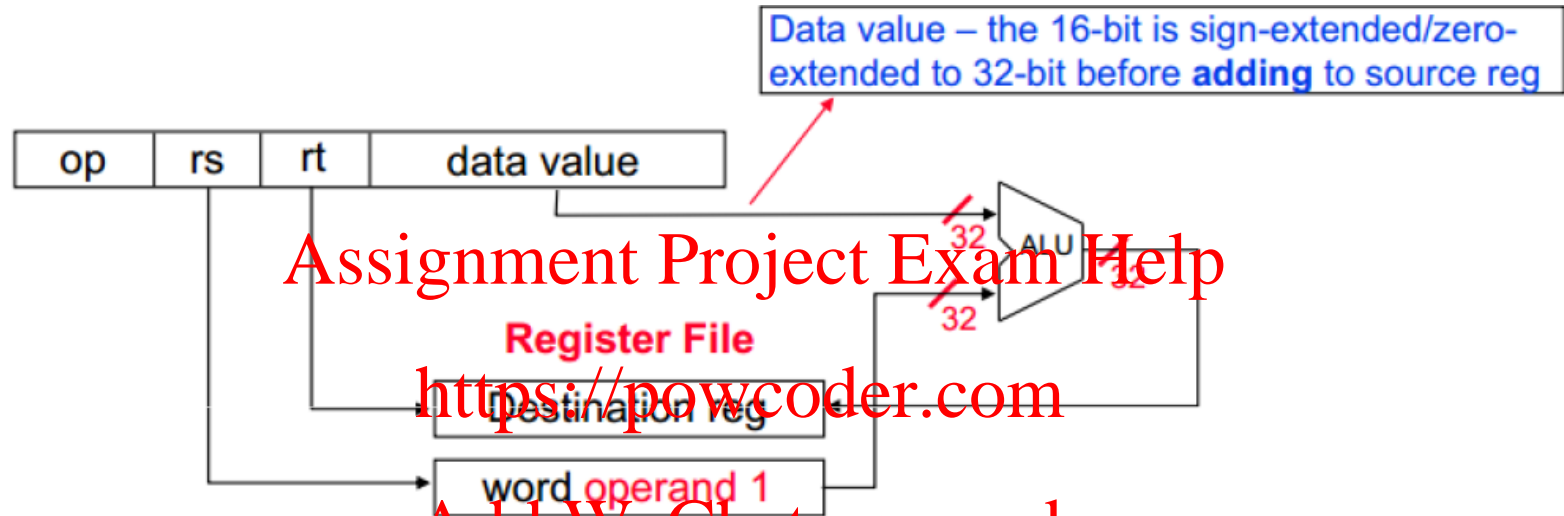 Data value – the 16-bit is sign-extended/zero-
extended to 32-bit before adding to source reg
op rs rt data value
32
ALU
32
32
Assignment Project Exam Help
Register File
https://powcoder.com
Destination reg
word operand 1